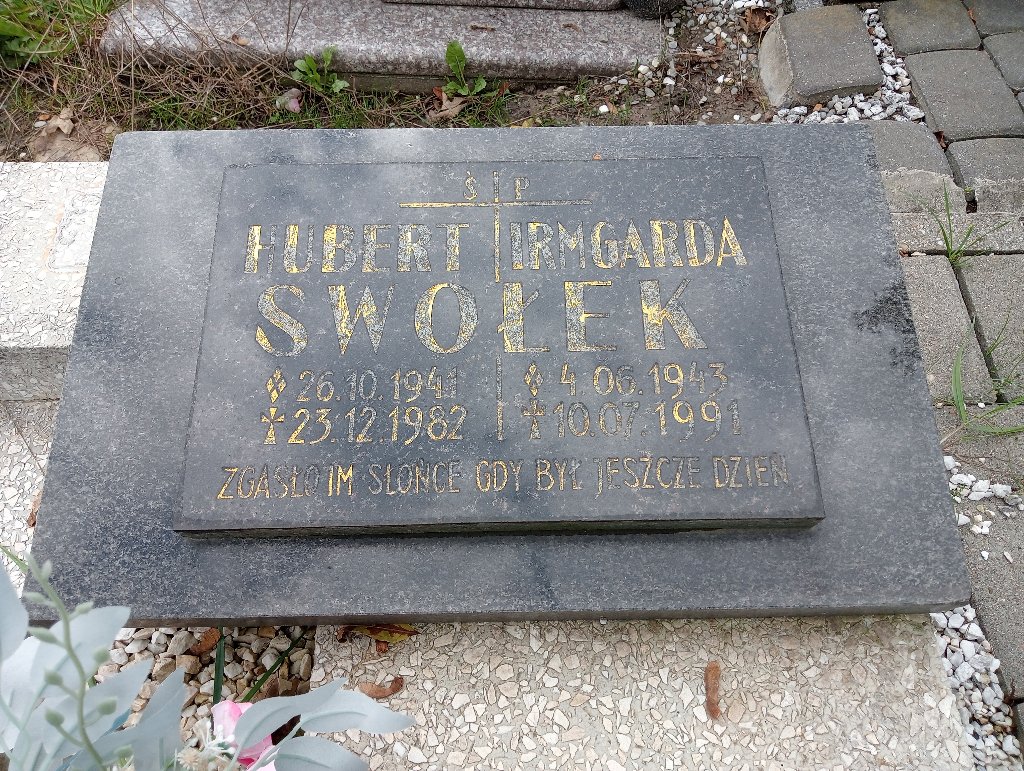 Ś P
HUBERT IRMGARDA
SWOŁEK
26.10.1941 4.06.1943
23.12.1982 10.07.1991
ZGASŁO IM SŁOŃCE GDY BYŁ JESZCZE DZIEŃ